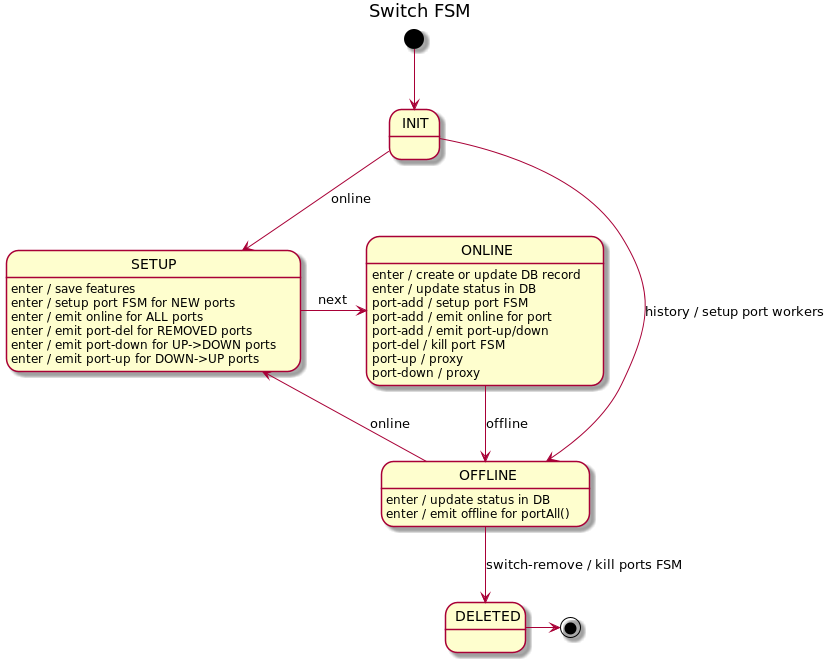 Switch FSM
INIT
online
SETUP
enter / save features
enter / setup port FSM for NEW ports
enter / emit online for ALL ports
enter / emit port-del for REMOVED ports
enter / emit port-down for UP->DOWN ports
enter / emit port-up for DOWN->UP ports
next
ONLINE
enter / create or update DB record
enter / update status in DB
port-add / setup port FSM
port-add / emit online for port
port-add / emit port-up/down
port-del / kill port FSM
port-up / proxy
port-down / proxy
history / setup port workers
online
offline
OFFLINE
enter / update status in DB
enter / emit offline for portAll()
switch-remove / kill ports FSM
DELETED